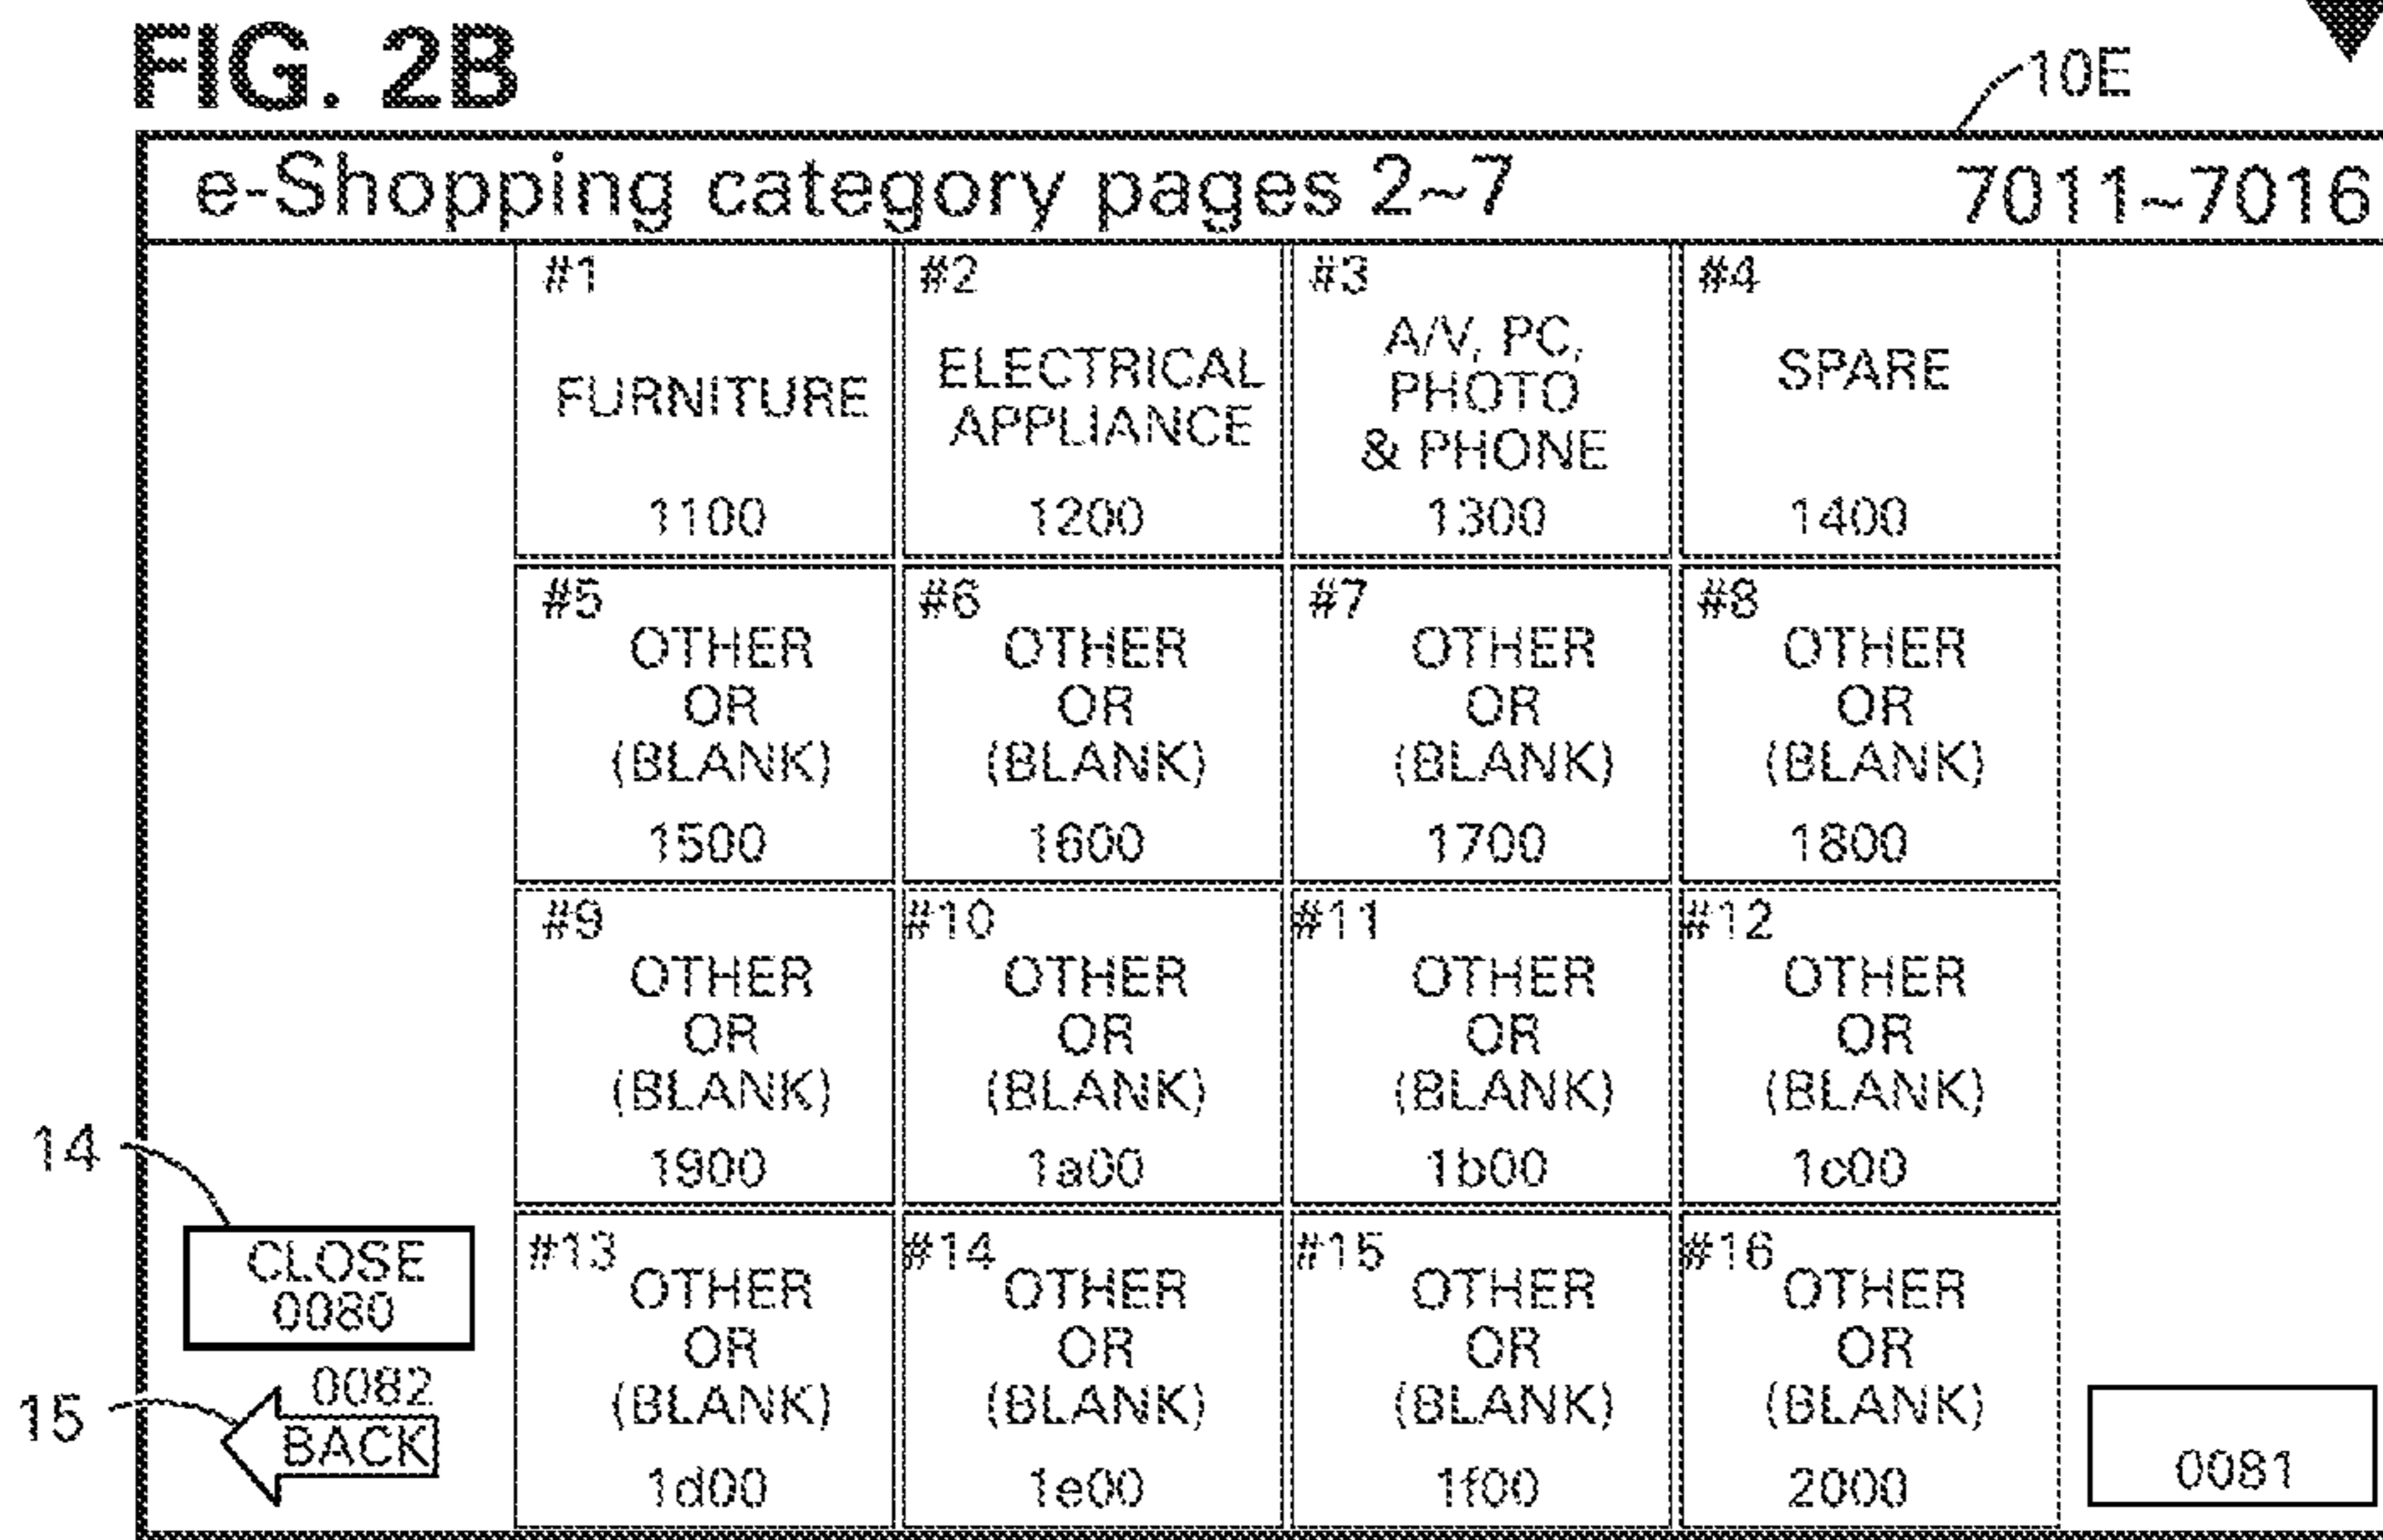 FIG. 2B
10E
e-Shopping category pages 2~7 7011~7016
#1 #2 #3 #4
FURNITURE
ELECTRICAL
APPLIANCE
A/V, PC,
PHOTO
& PHONE
SPARE
1100 1200 1300 1400
#5 #6 #7 #8
OTHER OTHER OTHER OTHER
OR OR OR OR
(BLANK) (BLANK) (BLANK) (BLANK)
1500 1600 1700 1800
#9 #10 #11 #12
OTHER OTHER OTHER OTHER
OR OR OR OR
(BLANK) (BLANK) (BLANK) (BLANK)
1900 1a00 1b00 1c00
14
CLOSE
0080
0082
15
BACK
#13 #14 #15 #16
OTHER OTHER OTHER OTHER
OR OR OR OR
(BLANK) (BLANK) (BLANK) (BLANK)
1d00 1e00 1f00 2000
0081